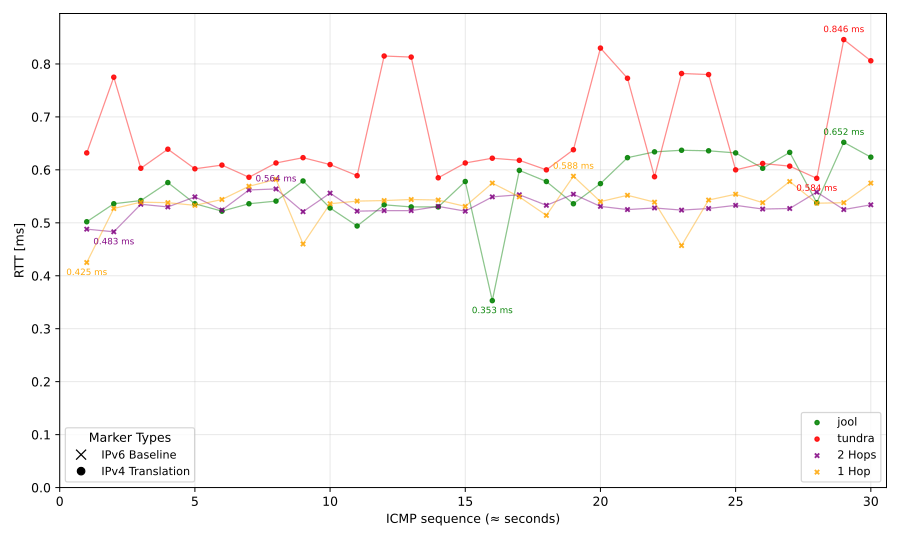 0.846 ms
0.652 ms
0.588 ms
0.564 ms
0.584 ms
0.483 ms
0.425 ms
0.353 ms
RTT [ms]
0.8
0.7
0.6
0.5
0.4
0.3
0.2
0.1
0.0
0
5
10
15
20
25
30
ICMP sequence (≈ seconds)
Marker Types
IPv6 Baseline
IPv4 Translation
jool
tundra
2 Hops
1 Hop